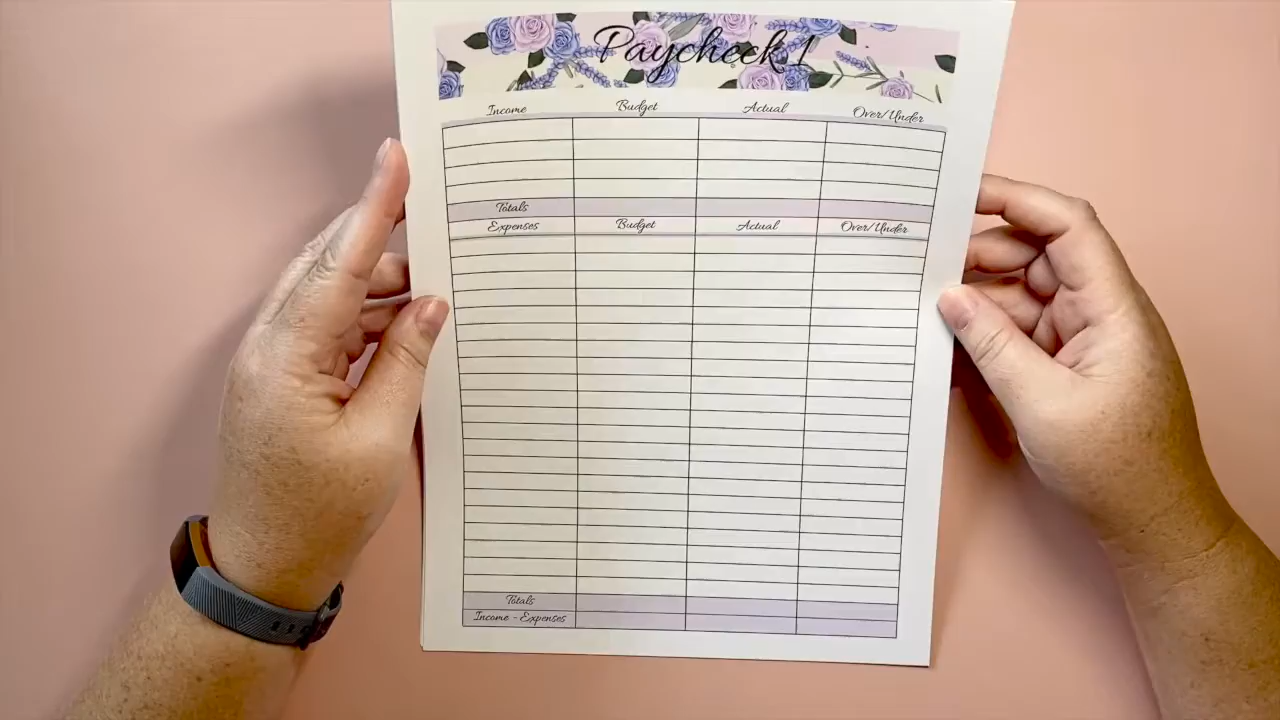 Paycheck 1
Income Budget Actual Over/Under
Totals
Expenses Budget Actual Over/Under
Totals
Income - Expenses